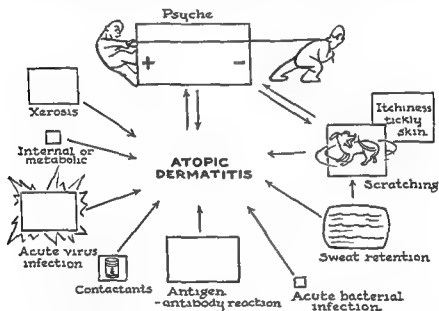 Psyche
+
-
Xerosis
Itchiness
tickly
skin
Internal or
metabolic
ATOPIC
DERMATITIS
Scratching
Acute virus
infection
Contactants
Antigen
-antibody reaction
Sweat retention
Acute bacterial
infection